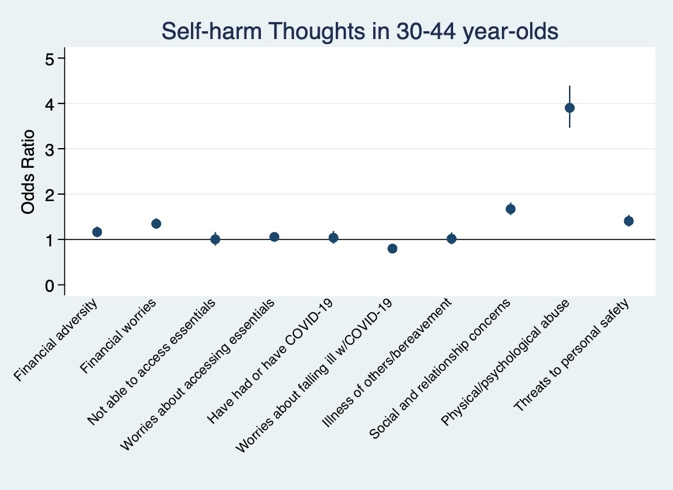 Self-harm Thoughts in 30-44 year-olds
Odds Ratio
5
4
3
2
1
0
Financial adversity
Financial worries
Not able to access essentials
Worries about accessing essentials
Have had or have COVID-19
Worries about falling ill w/COVID-19
Illness of others/bereavement
Social and relationship concerns
Physical/psychological abuse
Threats to personal safety